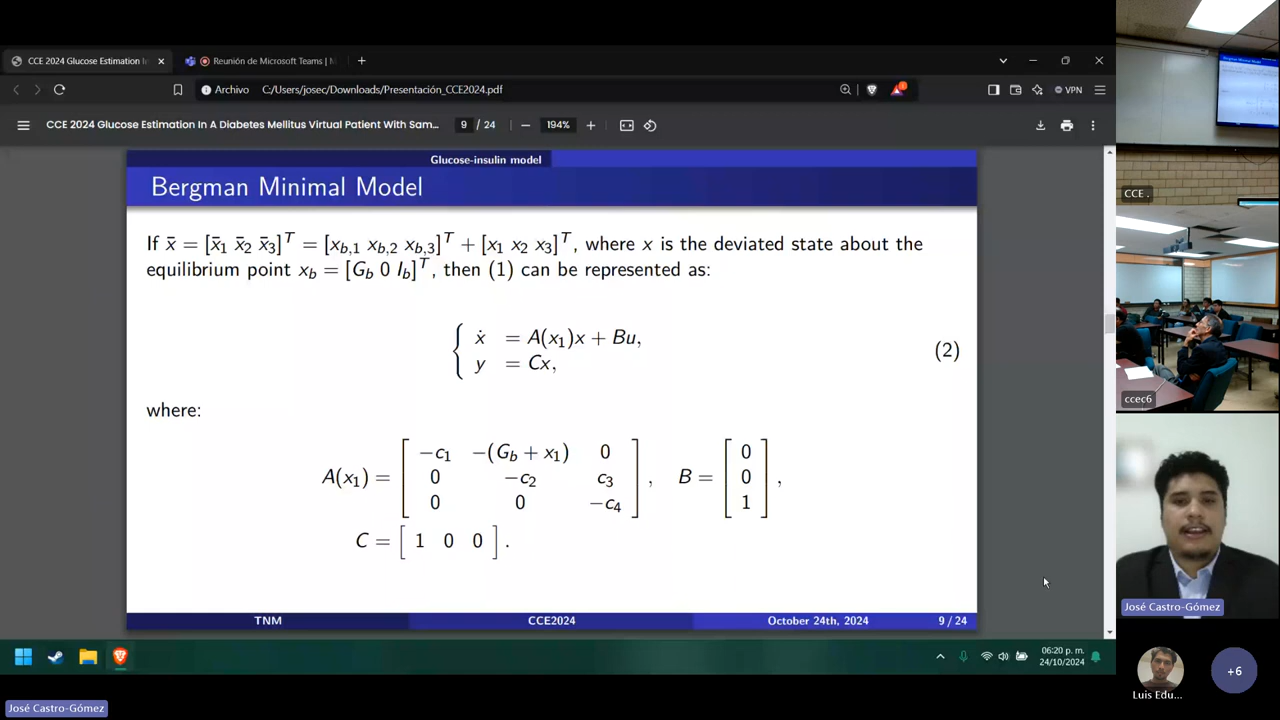 CCE 2024 Glucose Estimation In
Reunión de Microsoft Teams |
Archivo C:/Users/josec/Downloads/Presentación_CCE2024.pdf
VPN
CCE 2024 Glucose Estimation In A Diabetes Mellitus Virtual Patient With Sam...
9 / 24
194%
Glucose-insulin model
Bergman Minimal Model
If x̄ = [x̄₁ x̄₂ x̄₃]ᵀ = [x_{b,1} x_{b,2} x_{b,3}]ᵀ + [x₁ x₂ x₃]ᵀ, where x is the deviated state about the
equilibrium point x_b = [G_b 0 I_b]ᵀ, then (1) can be represented as:
{ ẋ = A(x₁)x + Bu,
y = Cx, (2)
where:
A(x₁) = [ −c₁ −(G_b + x₁) 0
0 −c₂ c₃
0 0 −c₄ ], B = [ 0 0 1 ],
C = [ 1 0 0 ].
TNM CCE2024 October 24th, 2024 9 / 24
06:20 p. m.
24/10/2024
José Castro-Gómez
Bergman Minimal Model
CCE .
ccec6
José Castro-Gómez
Luis Edu...
+6